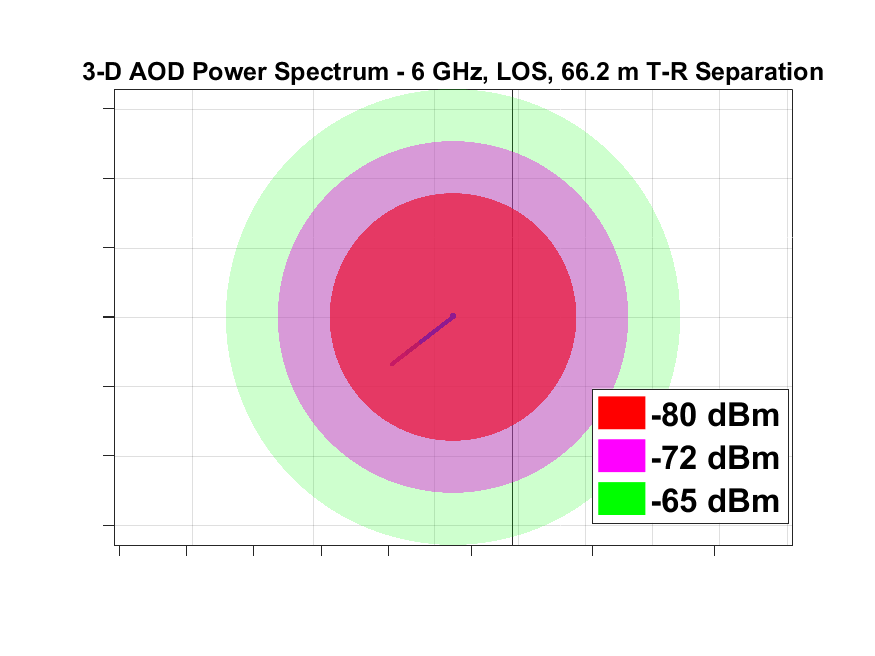 3-D AOD Power Spectrum - 6 GHz, LOS, 66.2 m T-R Separation
-80 dBm
-72 dBm
-65 dBm